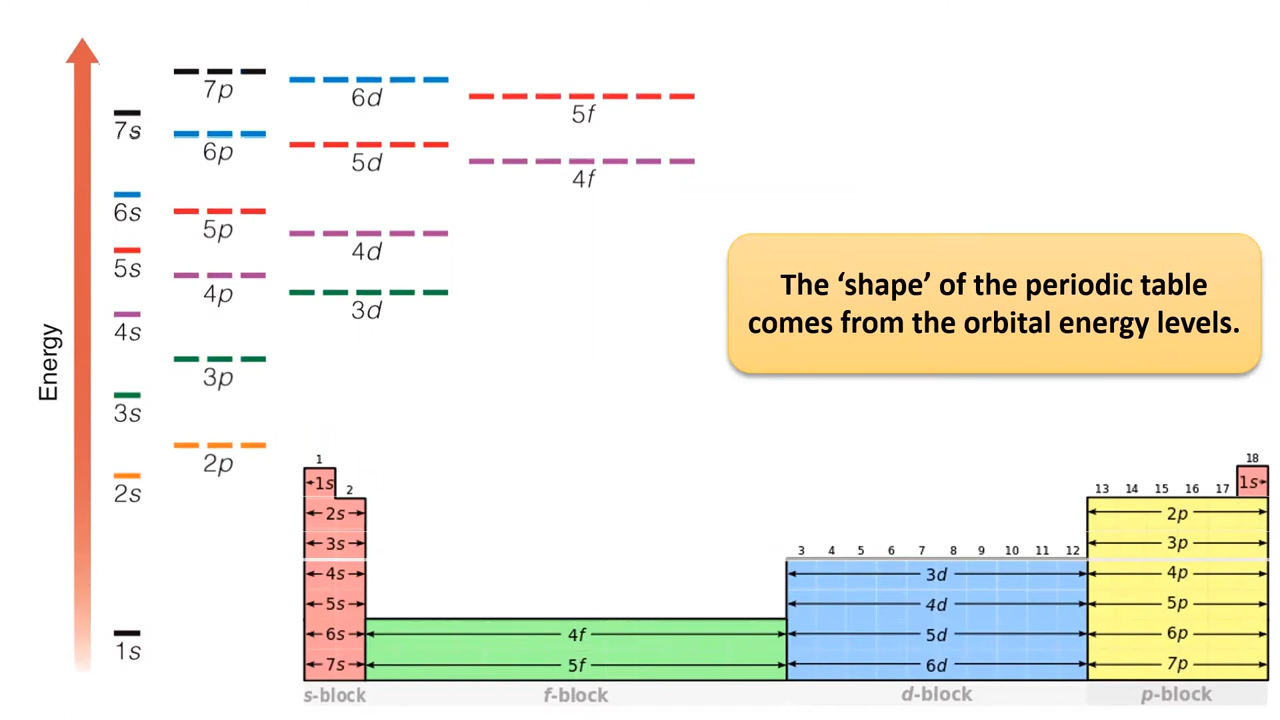 Energy
7p
6d
5f
7s
6p
5d
4f
6s
5p
4d
5s
4p
3d
4s
3p
3s
2p
2s
1s
The ‘shape’ of the periodic table
comes from the orbital energy levels.
1
18
1s
1s
2
13 14 15 16 17
2s
2p
3s
3p
3 4 5 6 7 8 9 10 11 12
4s
3d
4p
5s
4d
5p
6s
4f
5d
6p
7s
5f
6d
7p
s-block
f-block
d-block
p-block